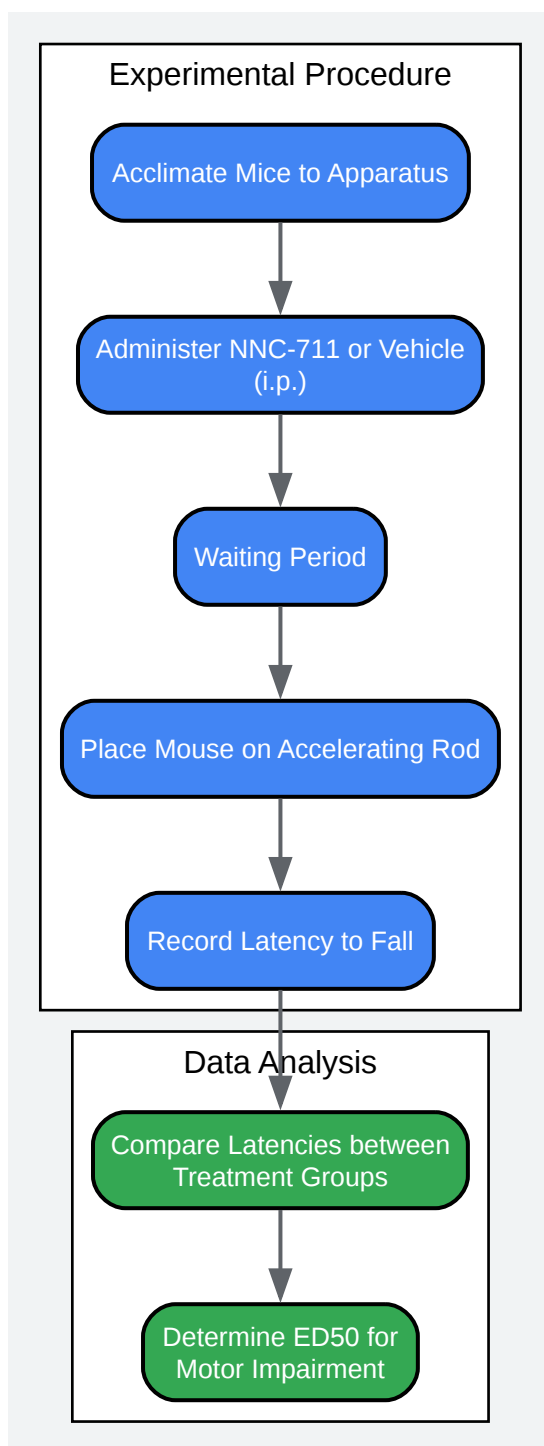 Experimental Procedure
Acclimate Mice to Apparatus
Administer NNC-711 or Vehicle
(i.p.)
Waiting Period
Place Mouse on Accelerating Rod
Record Latency to Fall
Data Analysis
Compare Latencies between
Treatment Groups
Determine ED50 for
Motor Impairment